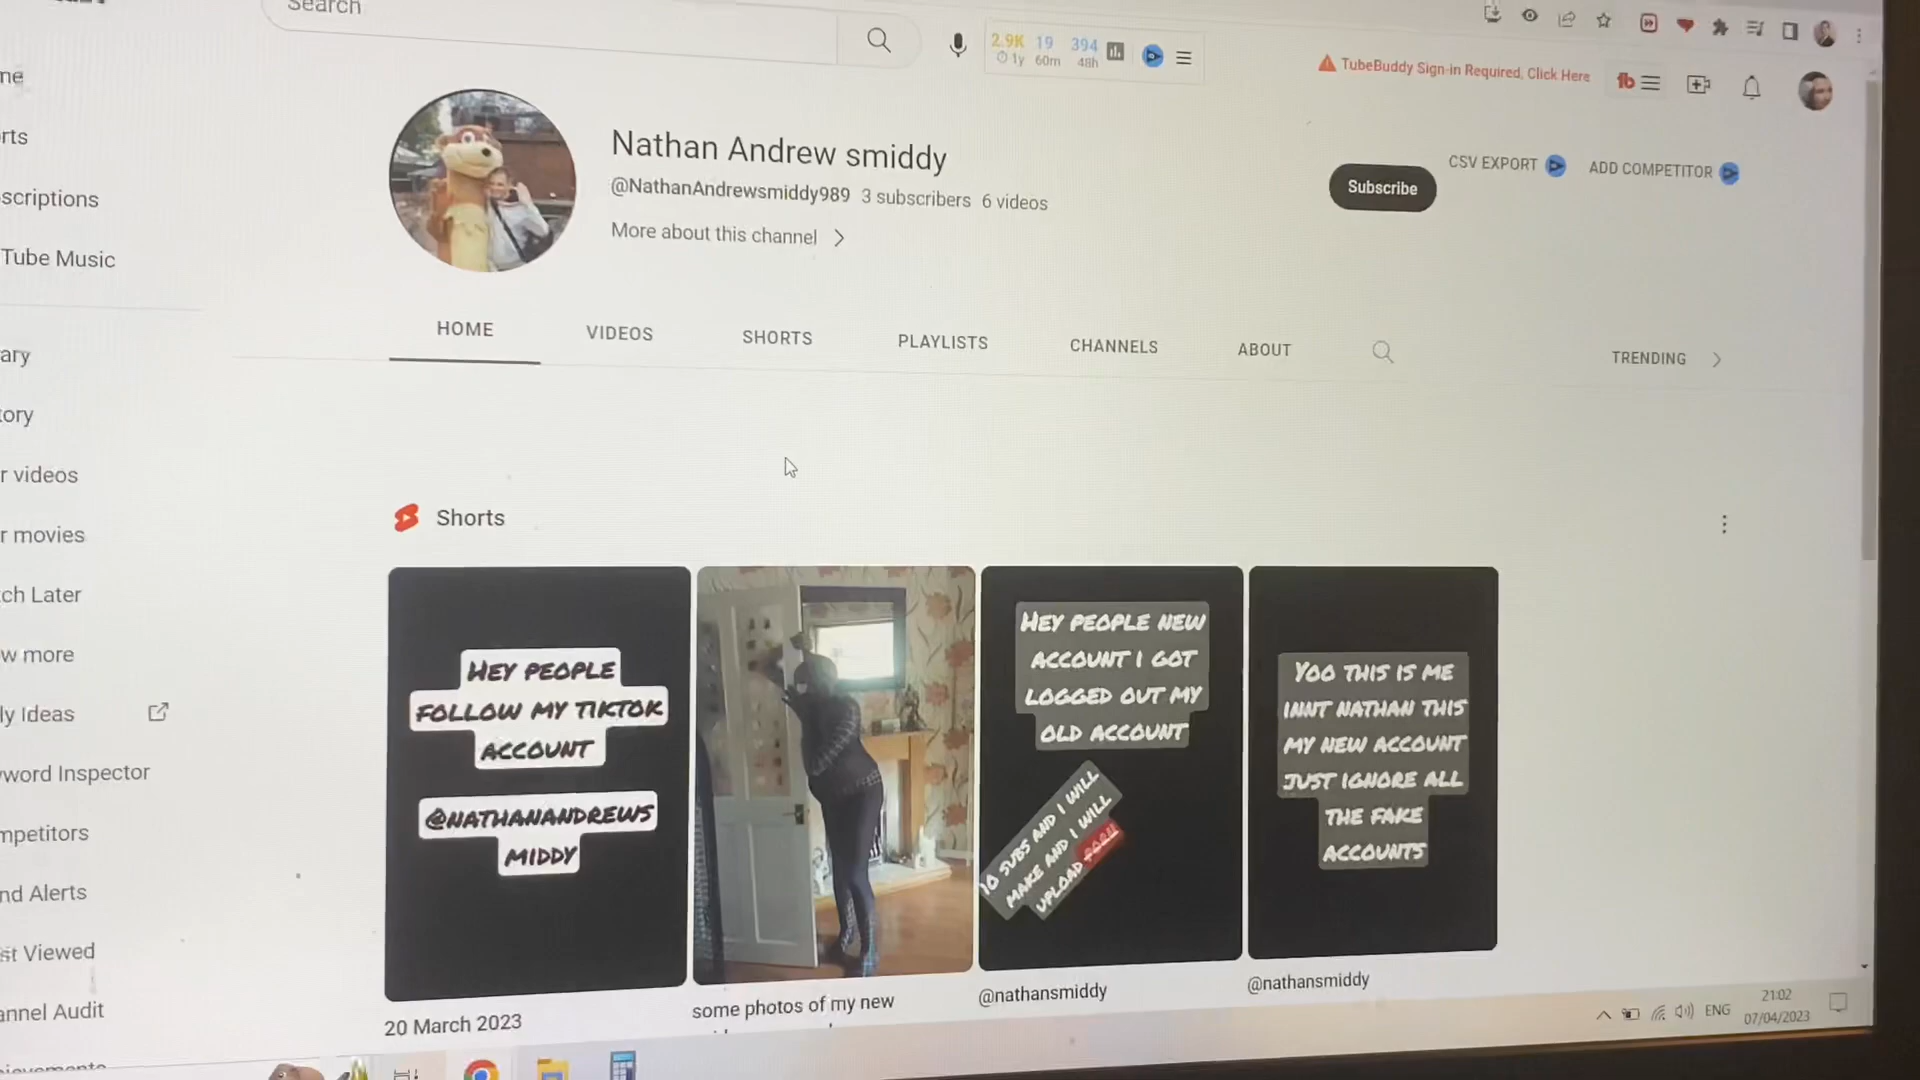 Search
2.9K 19 394
1y 60m 48h
TubeBuddy Sign-in Required, Click Here
tb
me
rts
scriptions
Tube Music
ary
tory
r videos
r movies
tch Later
w more
ly Ideas
yword Inspector
mpetitors
nd Alerts
st Viewed
annel Audit
Nathan Andrew smiddy
@NathanAndrewsmiddy989 3 subscribers 6 videos
More about this channel
Subscribe
CSV EXPORT
ADD COMPETITOR
HOME VIDEOS SHORTS PLAYLISTS CHANNELS ABOUT TRENDING
Shorts
HEY PEOPLE
FOLLOW MY TIKTOK
ACCOUNT
@NATHANANDREWS
MIDDY
20 March 2023
some photos of my new
HEY PEOPLE NEW
ACCOUNT I GOT
LOGGED OUT MY
OLD ACCOUNT
10 SUBS AND I WILL
MAKE AND I WILL
UPLOAD
@nathansmiddy
YOO THIS IS ME
INNT NATHAN THIS
MY NEW ACCOUNT
JUST IGNORE ALL
THE FAKE
ACCOUNTS
@nathansmiddy
ENG
21:02
07/04/2023